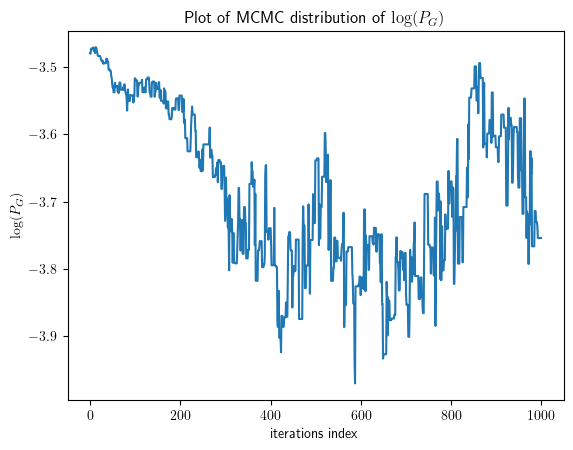 Plot of MCMC distribution of log(P_G)
log(P_G)
−3.5
−3.6
−3.7
−3.8
−3.9
0 200 400 600 800 1000
iterations index